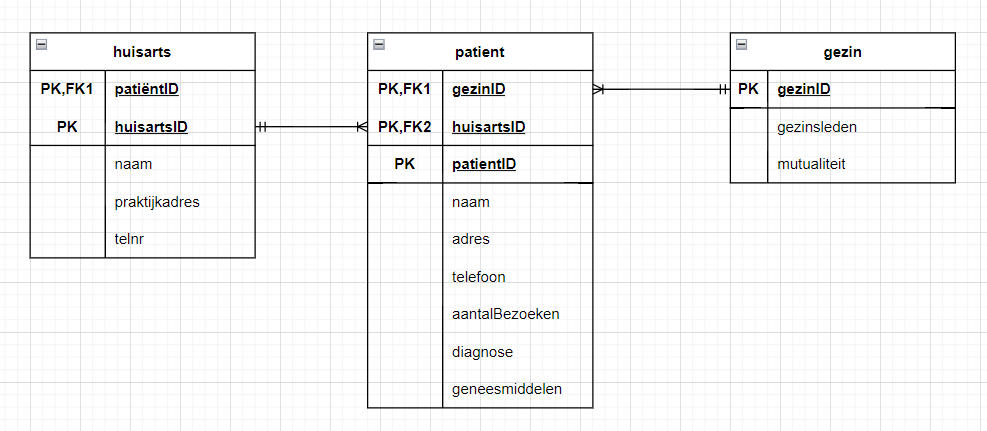 huisarts
PK,FK1 patiëntID
PK huisartsID
naam
praktijkadres
telnr
patient
PK,FK1 gezinID
PK,FK2 huisartsID
PK patientID
naam
adres
telefoon
aantalBezoeken
diagnose
geneesmiddelen
gezin
PK gezinID
gezinsleden
mutualiteit